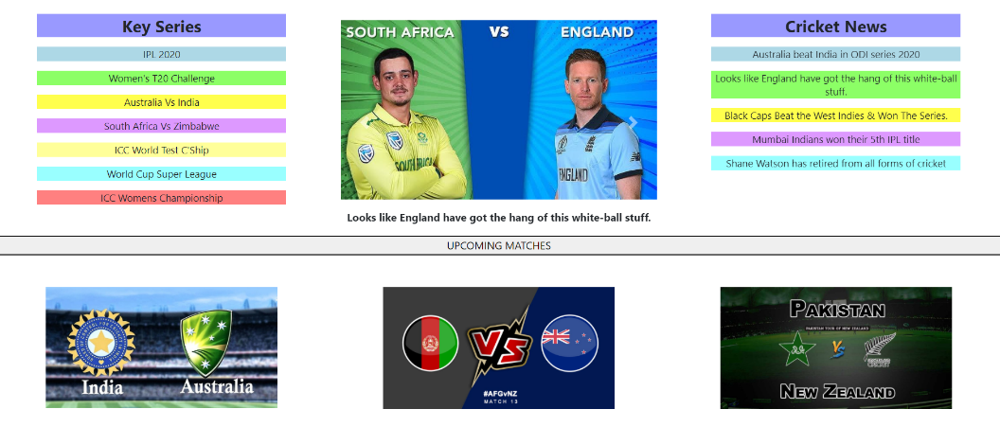 Key Series
IPL 2020
Women's T20 Challenge
Australia Vs India
South Africa Vs Zimbabwe
ICC World Test C'Ship
World Cup Super League
ICC Womens Championship
SOUTH AFRICA VS ENGLAND
SOUTH AFRICA
ENGLAND
Looks like England have got the hang of this white-ball stuff.
Cricket News
Australia beat India in ODI series 2020
Looks like England have got the hang of this white-ball
stuff.
Black Caps Beat the West Indies & Won The Series.
Mumbai Indians won their 5th IPL title
Shane Watson has retired from all forms of cricket
UPCOMING MATCHES
India
Australia
VS
#AFGvNZ
MATCH 13
PAKISTAN
PAKISTAN TOUR OF NEW ZEALAND
VS
NEW ZEALAND